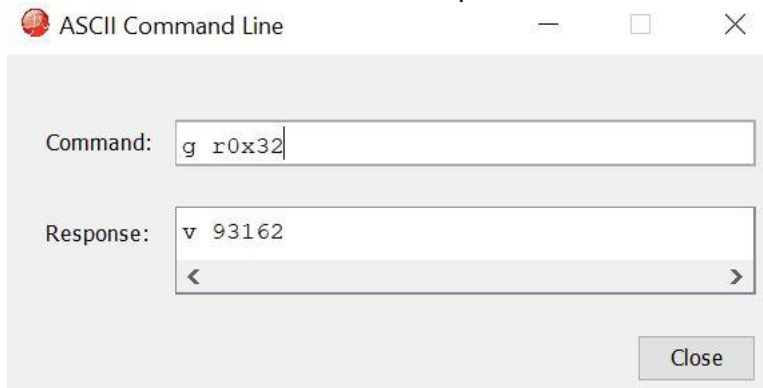 ASCII Command Line
Command: g r0x32
Response: v 93162
Close